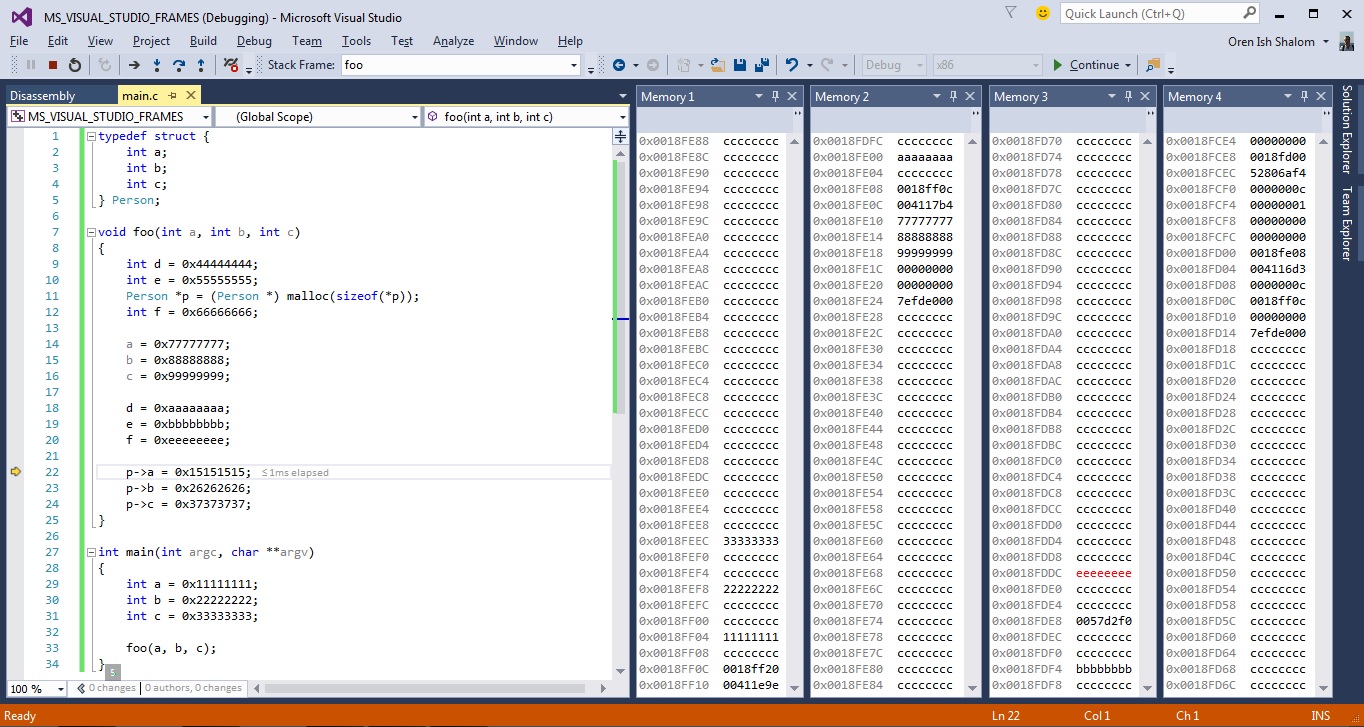 MS_VISUAL_STUDIO_FRAMES (Debugging) - Microsoft Visual Studio
Quick Launch (Ctrl+Q)
File Edit View Project Build Debug Team Tools Test Analyze Window Help
Oren Ish Shalom
Stack Frame: foo
Debug x86 Continue
Disassembly main.c
MS_VISUAL_STUDIO_FRAMES (Global Scope) foo(int a, int b, int c)
1 typedef struct {
2 int a;
3 int b;
4 int c;
5 } Person;
6
7 void foo(int a, int b, int c)
8 {
9 int d = 0x44444444;
10 int e = 0x55555555;
11 Person *p = (Person *) malloc(sizeof(*p));
12 int f = 0x66666666;
13
14 a = 0x77777777;
15 b = 0x88888888;
16 c = 0x99999999;
17
18 d = 0xaaaaaaaa;
19 e = 0xbbbbbbbb;
20 f = 0xeeeeeeee;
21
22 p->a = 0x15151515; ≤1ms elapsed
23 p->b = 0x26262626;
24 p->c = 0x37373737;
25 }
26
27 int main(int argc, char **argv)
28 {
29 int a = 0x11111111;
30 int b = 0x22222222;
31 int c = 0x33333333;
32
33 foo(a, b, c);
34 }
5
100 % 0 changes | 0 authors, 0 changes
Memory 1
0x0018FE88 cccccccc
0x0018FE8C cccccccc
0x0018FE90 cccccccc
0x0018FE94 cccccccc
0x0018FE98 cccccccc
0x0018FE9C cccccccc
0x0018FEA0 cccccccc
0x0018FEA4 cccccccc
0x0018FEA8 cccccccc
0x0018FEAC cccccccc
0x0018FEB0 cccccccc
0x0018FEB4 cccccccc
0x0018FEB8 cccccccc
0x0018FEBC cccccccc
0x0018FEC0 cccccccc
0x0018FEC4 cccccccc
0x0018FEC8 cccccccc
0x0018FECC cccccccc
0x0018FED0 cccccccc
0x0018FED4 cccccccc
0x0018FED8 cccccccc
0x0018FEDC cccccccc
0x0018FEE0 cccccccc
0x0018FEE4 cccccccc
0x0018FEE8 cccccccc
0x0018FEEC 33333333
0x0018FEF0 cccccccc
0x0018FEF4 cccccccc
0x0018FEF8 22222222
0x0018FEFC cccccccc
0x0018FF00 cccccccc
0x0018FF04 11111111
0x0018FF08 cccccccc
0x0018FF0C 0018ff20
0x0018FF10 00411e9e
Memory 2
0x0018FDFC cccccccc
0x0018FE00 aaaaaaaa
0x0018FE04 cccccccc
0x0018FE08 0018ff0c
0x0018FE0C 004117b4
0x0018FE10 77777777
0x0018FE14 88888888
0x0018FE18 99999999
0x0018FE1C 00000000
0x0018FE20 00000000
0x0018FE24 7efde000
0x0018FE28 cccccccc
0x0018FE2C cccccccc
0x0018FE30 cccccccc
0x0018FE34 cccccccc
0x0018FE38 cccccccc
0x0018FE3C cccccccc
0x0018FE40 cccccccc
0x0018FE44 cccccccc
0x0018FE48 cccccccc
0x0018FE4C cccccccc
0x0018FE50 cccccccc
0x0018FE54 cccccccc
0x0018FE58 cccccccc
0x0018FE5C cccccccc
0x0018FE60 cccccccc
0x0018FE64 cccccccc
0x0018FE68 cccccccc
0x0018FE6C cccccccc
0x0018FE70 cccccccc
0x0018FE74 cccccccc
0x0018FE78 cccccccc
0x0018FE7C cccccccc
0x0018FE80 cccccccc
0x0018FE84 cccccccc
Memory 3
0x0018FD70 cccccccc
0x0018FD74 cccccccc
0x0018FD78 cccccccc
0x0018FD7C cccccccc
0x0018FD80 cccccccc
0x0018FD84 cccccccc
0x0018FD88 cccccccc
0x0018FD8C cccccccc
0x0018FD90 cccccccc
0x0018FD94 cccccccc
0x0018FD98 cccccccc
0x0018FD9C cccccccc
0x0018FDA0 cccccccc
0x0018FDA4 cccccccc
0x0018FDA8 cccccccc
0x0018FDAC cccccccc
0x0018FDB0 cccccccc
0x0018FDB4 cccccccc
0x0018FDB8 cccccccc
0x0018FDBC cccccccc
0x0018FDC0 cccccccc
0x0018FDC4 cccccccc
0x0018FDC8 cccccccc
0x0018FDCC cccccccc
0x0018FDD0 cccccccc
0x0018FDD4 cccccccc
0x0018FDD8 cccccccc
0x0018FDDC eeeeeeee
0x0018FDE0 cccccccc
0x0018FDE4 cccccccc
0x0018FDE8 0057d2f0
0x0018FDEC cccccccc
0x0018FDF0 cccccccc
0x0018FDF4 bbbbbbbb
0x0018FDF8 cccccccc
Memory 4
0x0018FCE4 00000000
0x0018FCE8 0018fd00
0x0018FCEC 52806af4
0x0018FCF0 0000000c
0x0018FCF4 00000001
0x0018FCF8 00000000
0x0018FCFC 00000000
0x0018FD00 0018fe08
0x0018FD04 004116d3
0x0018FD08 0000000c
0x0018FD0C 0018ff0c
0x0018FD10 00000000
0x0018FD14 7efde000
0x0018FD18 cccccccc
0x0018FD1C cccccccc
0x0018FD20 cccccccc
0x0018FD24 cccccccc
0x0018FD28 cccccccc
0x0018FD2C cccccccc
0x0018FD30 cccccccc
0x0018FD34 cccccccc
0x0018FD38 cccccccc
0x0018FD3C cccccccc
0x0018FD40 cccccccc
0x0018FD44 cccccccc
0x0018FD48 cccccccc
0x0018FD4C cccccccc
0x0018FD50 cccccccc
0x0018FD54 cccccccc
0x0018FD58 cccccccc
0x0018FD5C cccccccc
0x0018FD60 cccccccc
0x0018FD64 cccccccc
0x0018FD68 cccccccc
0x0018FD6C cccccccc
Solution Explorer
Team Explorer
Ready Ln 22 Col 1 Ch 1 INS